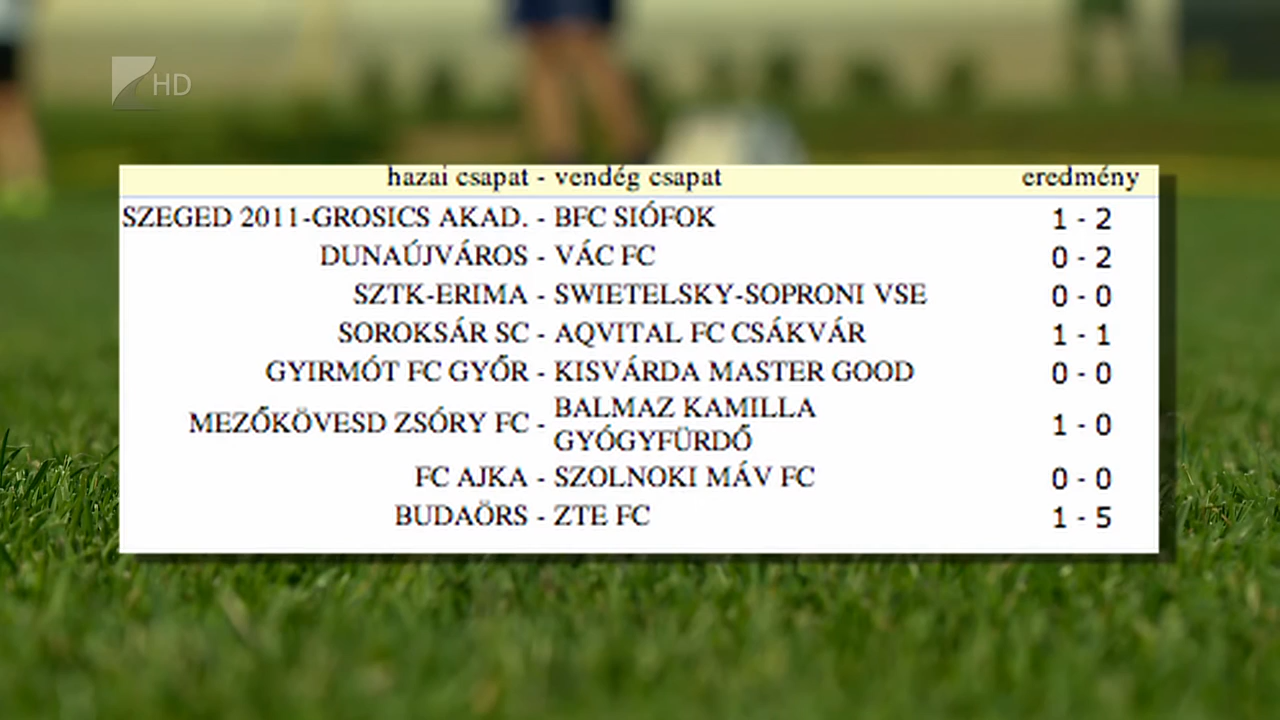 HD
hazai csapat - vendég csapat eredmény
SZEGED 2011-GROSICS AKAD. - BFC SIÓFOK 1 - 2
DUNAÚJVÁROS - VÁC FC 0 - 2
SZTK-ERIMA - SWIETELSKY-SOPRONI VSE 0 - 0
SOROKSÁR SC - AQVITAL FC CSÁKVÁR 1 - 1
GYIRMÓT FC GYŐR - KISVÁRDA MASTER GOOD 0 - 0
MEZŐKÖVESD ZSÓRY FC - BALMAZ KAMILLA
GYÓGYFÜRDŐ 1 - 0
FC AJKA - SZOLNOKI MÁV FC 0 - 0
BUDAÖRS - ZTE FC 1 - 5